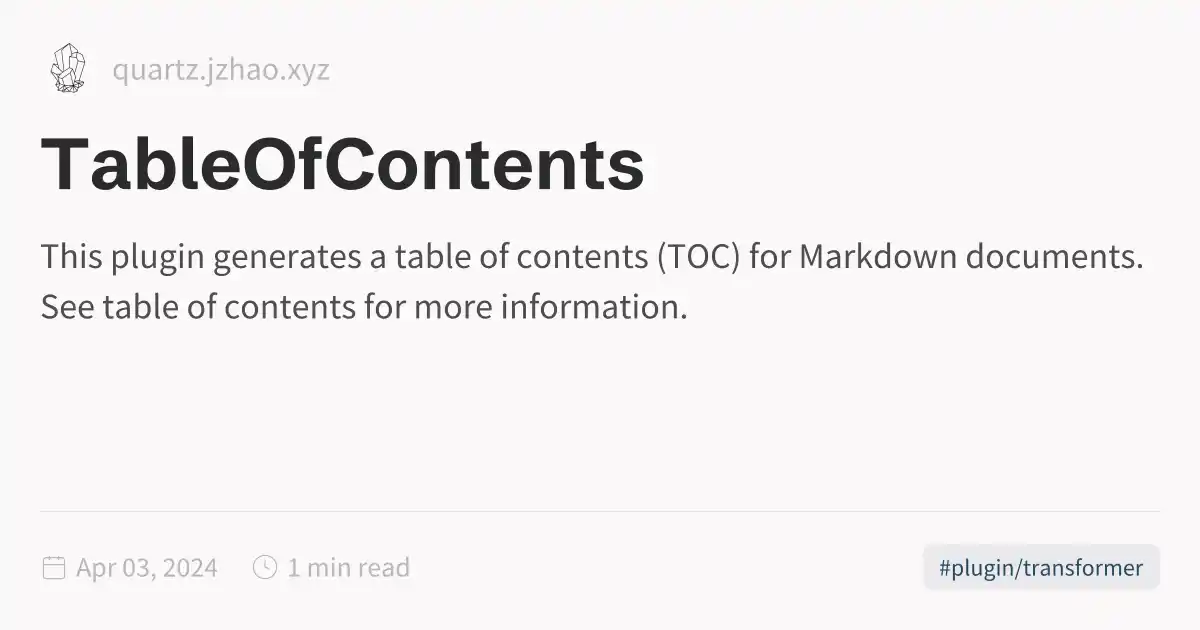 quartz.jzhao.xyz
TableOfContents
This plugin generates a table of contents (TOC) for Markdown documents.
See table of contents for more information.
Apr 03, 2024
1 min read
#plugin/transformer